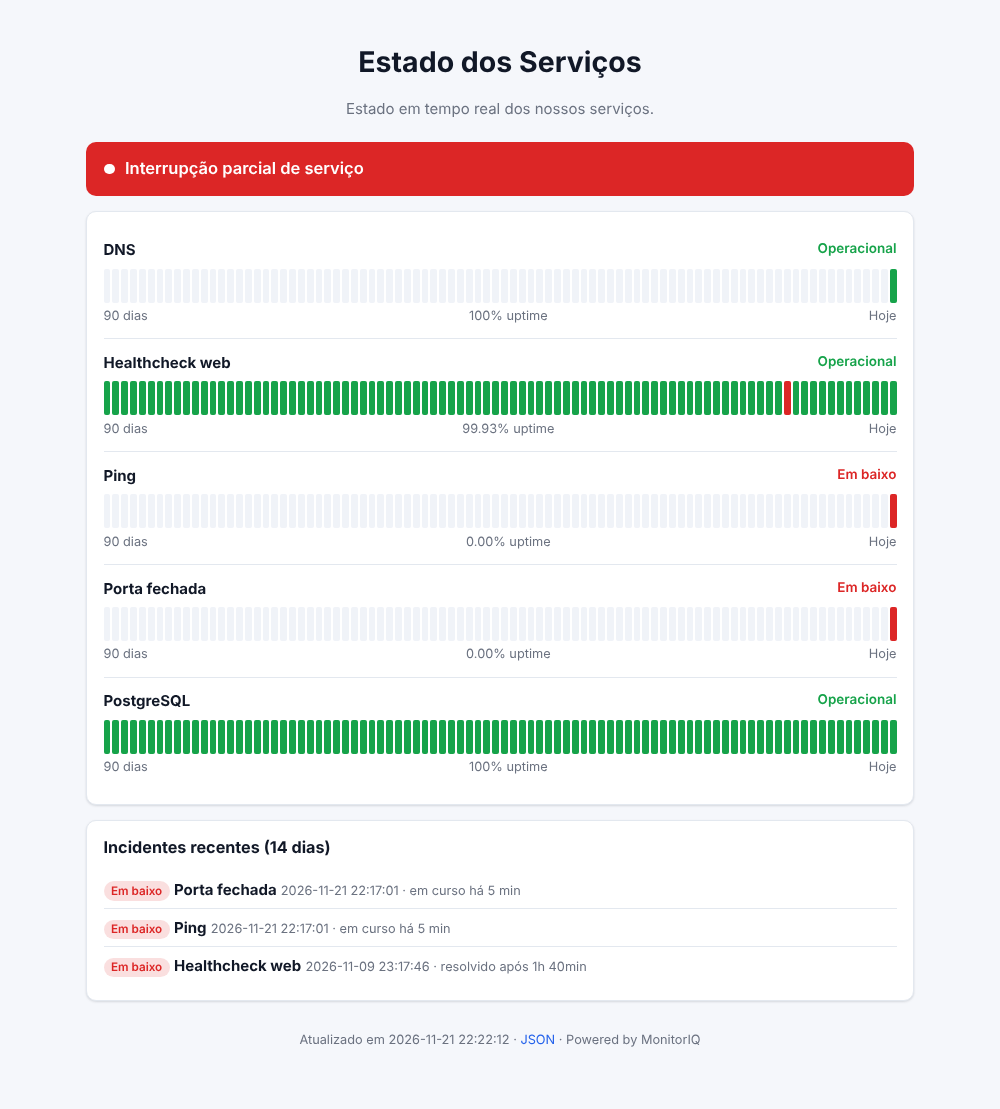 Estado dos Serviços
Estado em tempo real dos nossos serviços.
Interrupção parcial de serviço
DNS Operacional
90 dias 100% uptime Hoje
Healthcheck web Operacional
90 dias 99.93% uptime Hoje
Ping Em baixo
90 dias 0.00% uptime Hoje
Porta fechada Em baixo
90 dias 0.00% uptime Hoje
PostgreSQL Operacional
90 dias 100% uptime Hoje
Incidentes recentes (14 dias)
Em baixo Porta fechada 2026-11-21 22:17:01 · em curso há 5 min
Em baixo Ping 2026-11-21 22:17:01 · em curso há 5 min
Em baixo Healthcheck web 2026-11-09 23:17:46 · resolvido após 1h 40min
Atualizado em 2026-11-21 22:22:12 · JSON · Powered by MonitorIQ